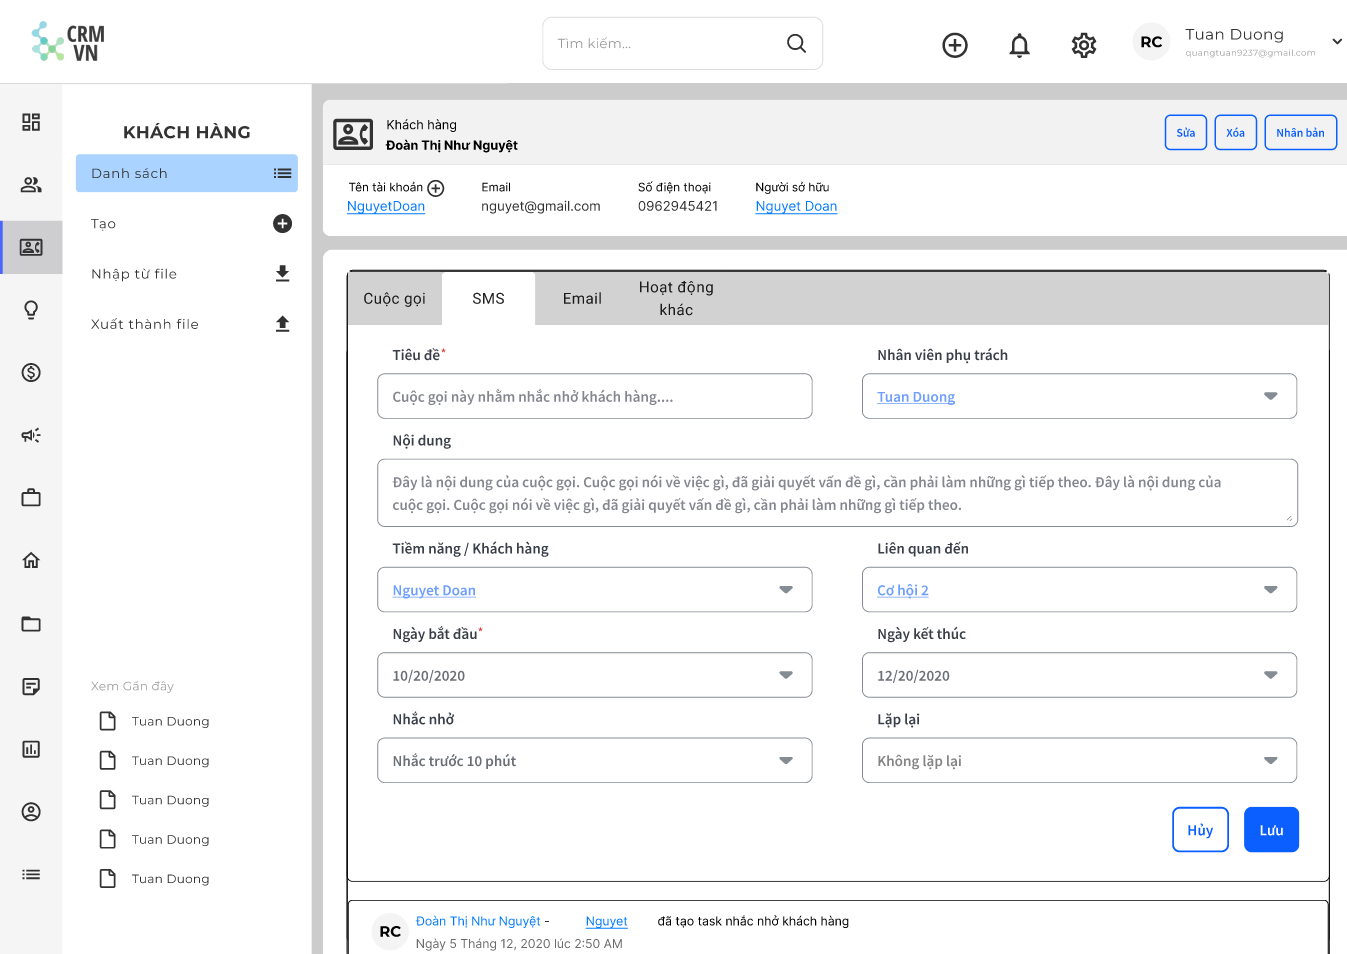 CRM
VN
Tìm kiếm...
RC
Tuan Duong
quangtuan9237@gmail.com
KHÁCH HÀNG
Danh sách
Tạo
Nhập từ file
Xuất thành file
Xem Gần đây
Tuan Duong
Tuan Duong
Tuan Duong
Tuan Duong
Tuan Duong
Khách hàng
Đoàn Thị Như Nguyệt
Sửa
Xóa
Nhân bản
Tên tài khoản
Email
Số điện thoại
Người sở hữu
NguyetDoan
nguyet@gmail.com
0962945421
Nguyet Doan
Cuộc gọi
SMS
Email
Hoạt động
khác
Tiêu đề*
Nhân viên phụ trách
Cuộc gọi này nhằm nhắc nhở khách hàng....
Tuan Duong
Nội dung
Đây là nội dung của cuộc gọi. Cuộc gọi nói về việc gì, đã giải quyết vấn đề gì, cần phải làm những gì tiếp theo. Đây là nội dung của
cuộc gọi. Cuộc gọi nói về việc gì, đã giải quyết vấn đề gì, cần phải làm những gì tiếp theo.
Tiềm năng / Khách hàng
Liên quan đến
Nguyet Doan
Cơ hội 2
Ngày bắt đầu*
Ngày kết thúc
10/20/2020
12/20/2020
Nhắc nhở
Lặp lại
Nhắc trước 10 phút
Không lặp lại
Hủy
Lưu
RC
Đoàn Thị Như Nguyệt - Nguyet đã tạo task nhắc nhở khách hàng
Ngày 5 Tháng 12, 2020 lúc 2:50 AM